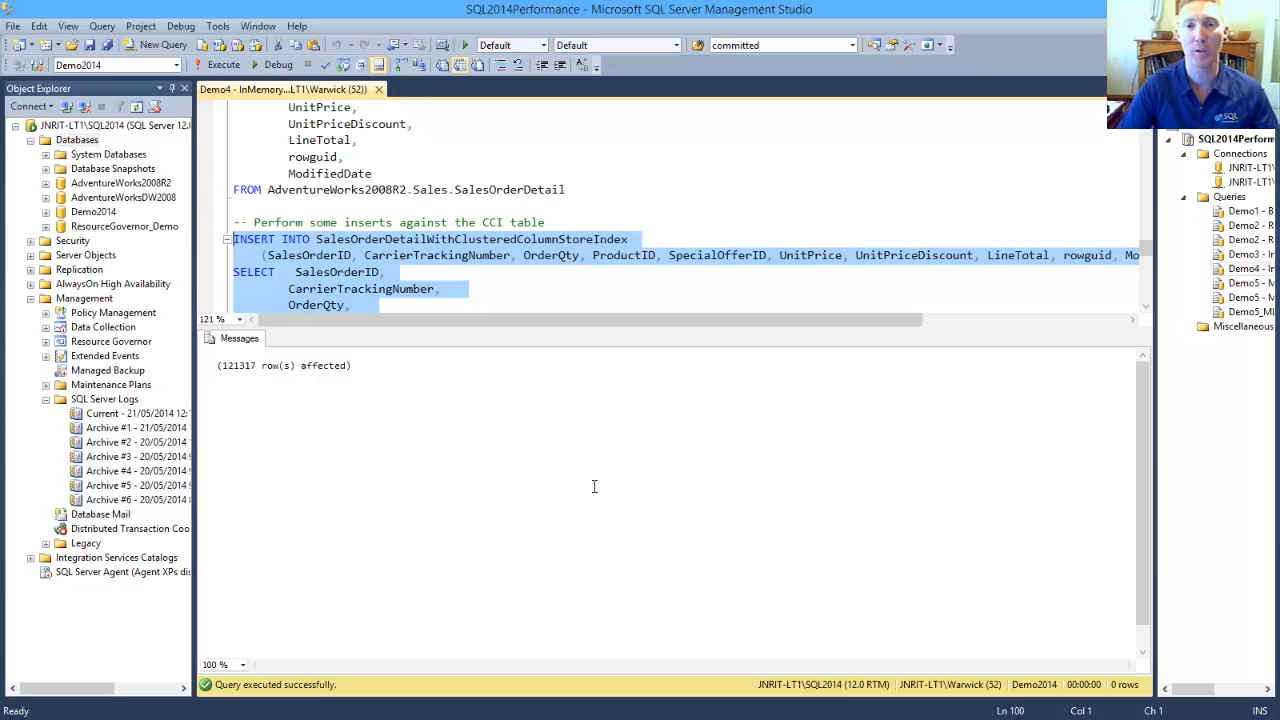 SQL2014Performance - Microsoft SQL Server Management Studio
File Edit View Query Project Debug Tools Window Help
New Query Default Default committed
Demo2014 Execute Debug
Object Explorer
Connect
JNRIT-LT1\SQL2014 (SQL Server 12.
Databases
System Databases
Database Snapshots
AdventureWorks2008R2
AdventureWorksDW2008
Demo2014
ResourceGovernor_Demo
Security
Server Objects
Replication
AlwaysOn High Availability
Management
Policy Management
Data Collection
Resource Governor
Extended Events
Managed Backup
Maintenance Plans
SQL Server Logs
Current - 21/05/2014 12:
Archive #1 - 21/05/2014
Archive #2 - 20/05/2014
Archive #3 - 20/05/2014
Archive #4 - 20/05/2014
Archive #5 - 20/05/2014
Archive #6 - 20/05/2014
Database Mail
Distributed Transaction Coo
Legacy
Integration Services Catalogs
SQL Server Agent (Agent XPs dis
Demo4 - InMemory...LT1\Warwick (52))
UnitPrice,
UnitPriceDiscount,
LineTotal,
rowguid,
ModifiedDate
FROM AdventureWorks2008R2.Sales.SalesOrderDetail
-- Perform some inserts against the CCI table
INSERT INTO SalesOrderDetailWithClusteredColumnStoreIndex
(SalesOrderID, CarrierTrackingNumber, OrderQty, ProductID, SpecialOfferID, UnitPrice, UnitPriceDiscount, LineTotal, rowguid, Mo
SELECT SalesOrderID,
CarrierTrackingNumber,
OrderQty,
121 %
Messages
(121317 row(s) affected)
100 %
Query executed successfully.
JNRIT-LT1\SQL2014 (12.0 RTM) JNRIT-LT1\Warwick (52) Demo2014 00:00:00 0 rows
SQL
SQL2014Perform
Connections
JNRIT-LT1
JNRIT-LT1
Queries
Demo1 - B
Demo2 - R
Demo2 - R
Demo3 - I
Demo4 - I
Demo5 - M
Demo5 - M
Demo5_ML
Miscellaneous
Ready Ln 100 Col 1 Ch 1 INS